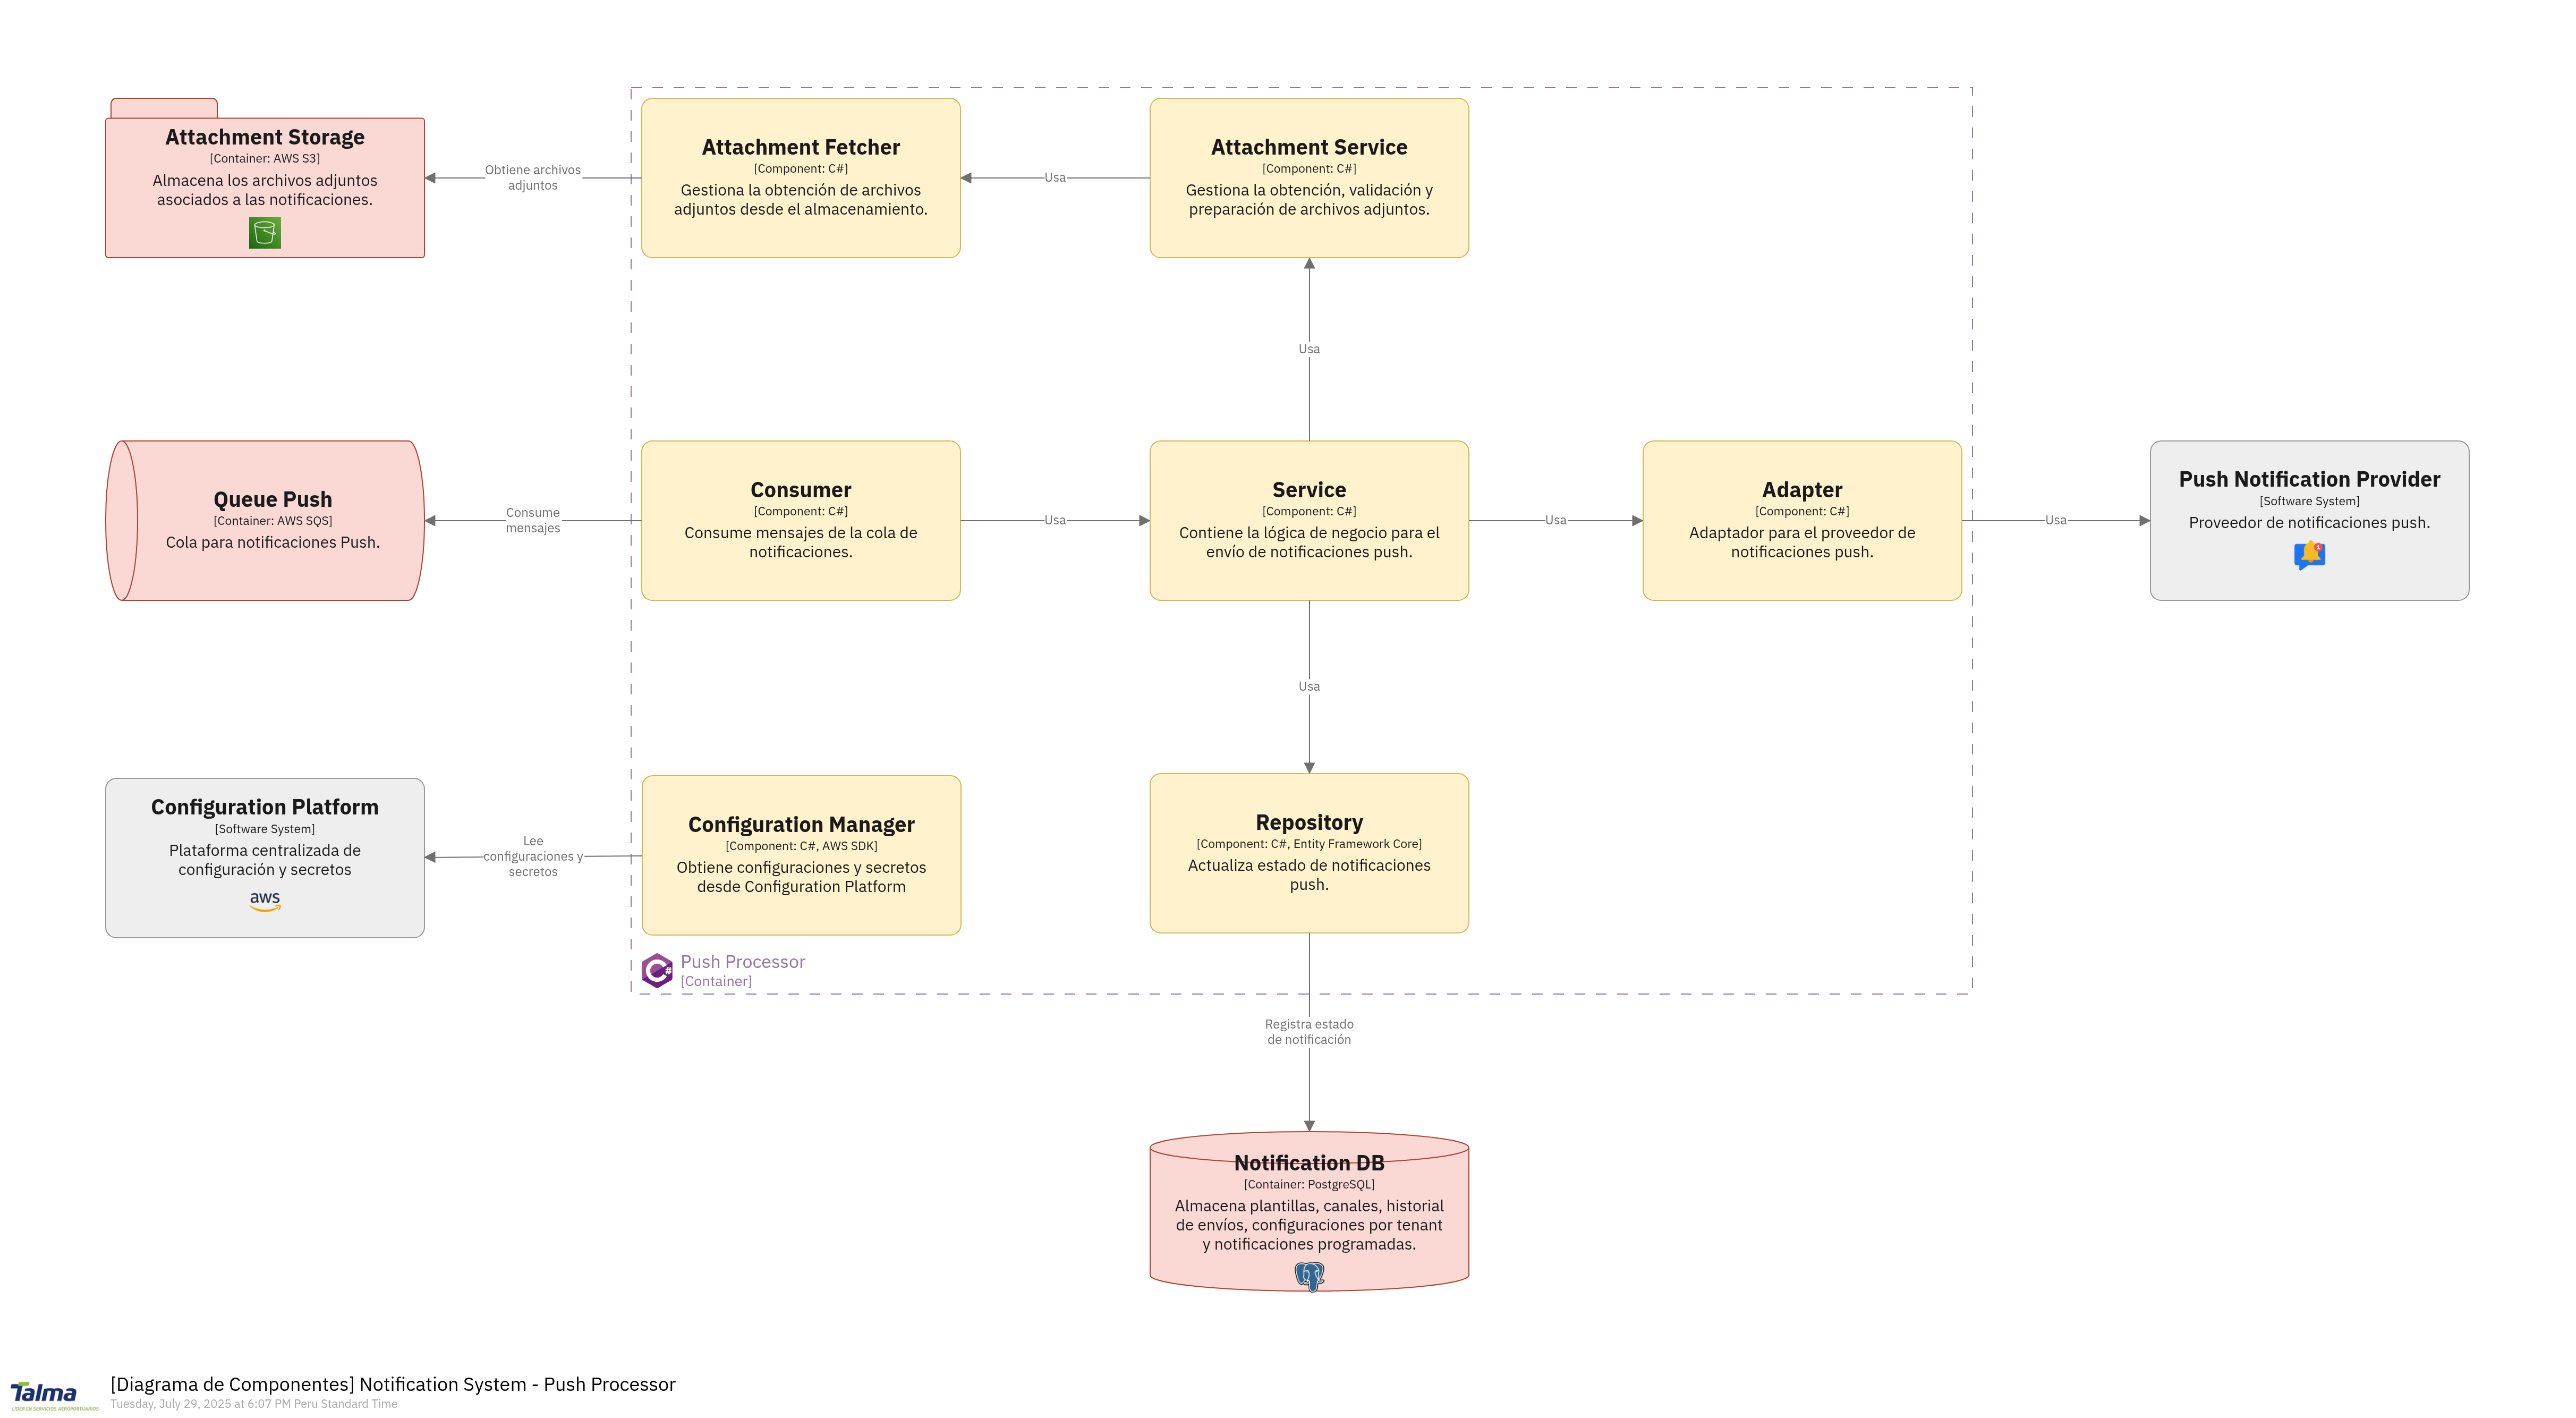 Attachment Storage
[Container: AWS S3]
Almacena los archivos adjuntos
asociados a las notificaciones.
Obtiene archivos
adjuntos
Attachment Fetcher
[Component: C#]
Gestiona la obtención de archivos
adjuntos desde el almacenamiento.
Usa
Attachment Service
[Component: C#]
Gestiona la obtención, validación y
preparación de archivos adjuntos.
Usa
Queue Push
[Container: AWS SQS]
Cola para notificaciones Push.
Consume
mensajes
Consumer
[Component: C#]
Consume mensajes de la cola de
notificaciones.
Usa
Service
[Component: C#]
Contiene la lógica de negocio para el
envío de notificaciones push.
Usa
Adapter
[Component: C#]
Adaptador para el proveedor de
notificaciones push.
Usa
Push Notification Provider
[Software System]
Proveedor de notificaciones push.
1
Usa
Configuration Platform
[Software System]
Plataforma centralizada de
configuración y secretos
aws
Lee
configuraciones y
secretos
Configuration Manager
[Component: C#, AWS SDK]
Obtiene configuraciones y secretos
desde Configuration Platform
Repository
[Component: C#, Entity Framework Core]
Actualiza estado de notificaciones
push.
C#
Push Processor
[Container]
Registra estado
de notificación
Notification DB
[Container: PostgreSQL]
Almacena plantillas, canales, historial
de envíos, configuraciones por tenant
y notificaciones programadas.
Talma
LÍDER EN SERVICIOS AEROPORTUARIOS
[Diagrama de Componentes] Notification System - Push Processor
Tuesday, July 29, 2025 at 6:07 PM Peru Standard Time